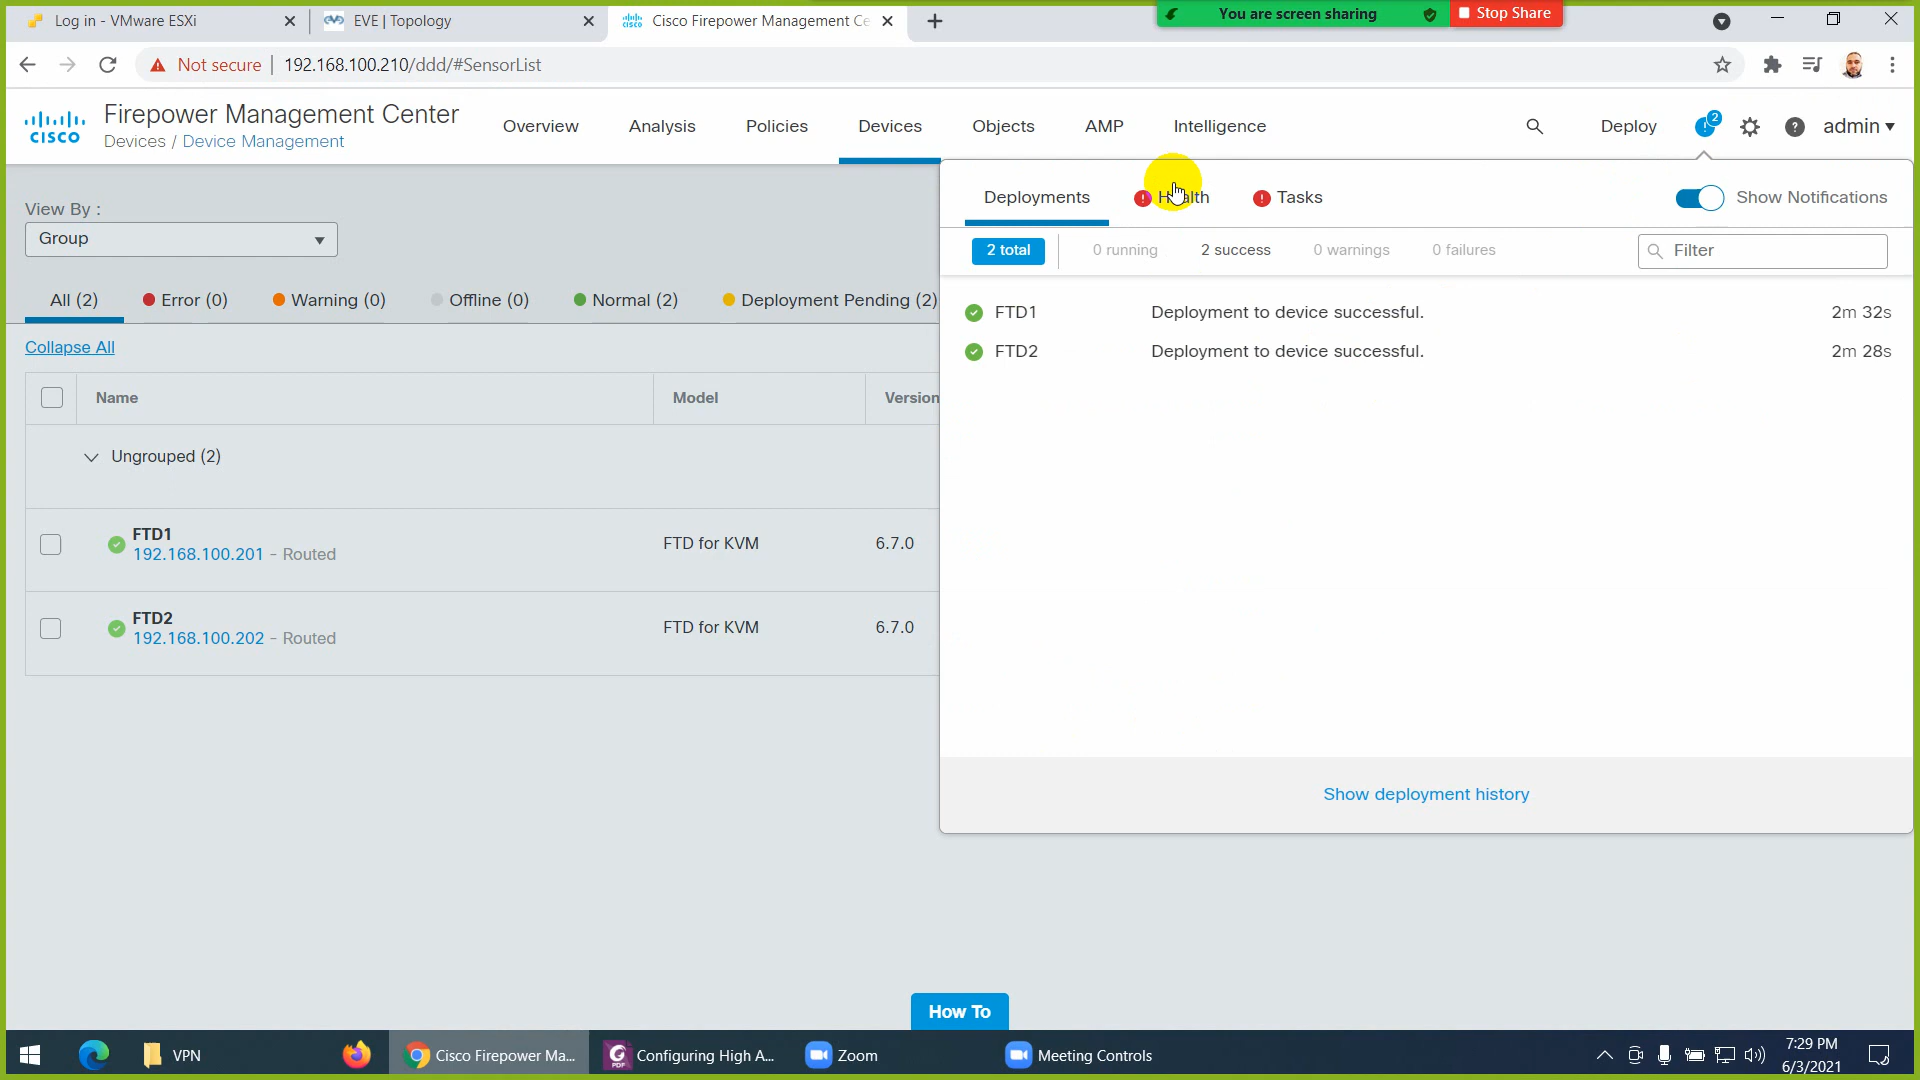 Log in - VMware ESXi
EVE | Topology
Cisco Firepower Management Ce
You are screen sharing
Stop Share
Not secure
192.168.100.210/ddd/#SensorList
CISCO
Firepower Management Center
Devices / Device Management
Overview
Analysis
Policies
Devices
Objects
AMP
Intelligence
Deploy
2
admin
View By :
Group
All (2)
Error (0)
Warning (0)
Offline (0)
Normal (2)
Deployment Pending (2)
Collapse All
Name
Model
Version
Ungrouped (2)
FTD1
192.168.100.201 - Routed
FTD for KVM
6.7.0
FTD2
192.168.100.202 - Routed
FTD for KVM
6.7.0
Deployments
Health
Tasks
Show Notifications
2 total
0 running
2 success
0 warnings
0 failures
Filter
FTD1
Deployment to device successful.
2m 32s
FTD2
Deployment to device successful.
2m 28s
Show deployment history
How To
VPN
Cisco Firepower Ma...
PDF
Configuring High A...
Zoom
Meeting Controls
7:29 PM
6/3/2021